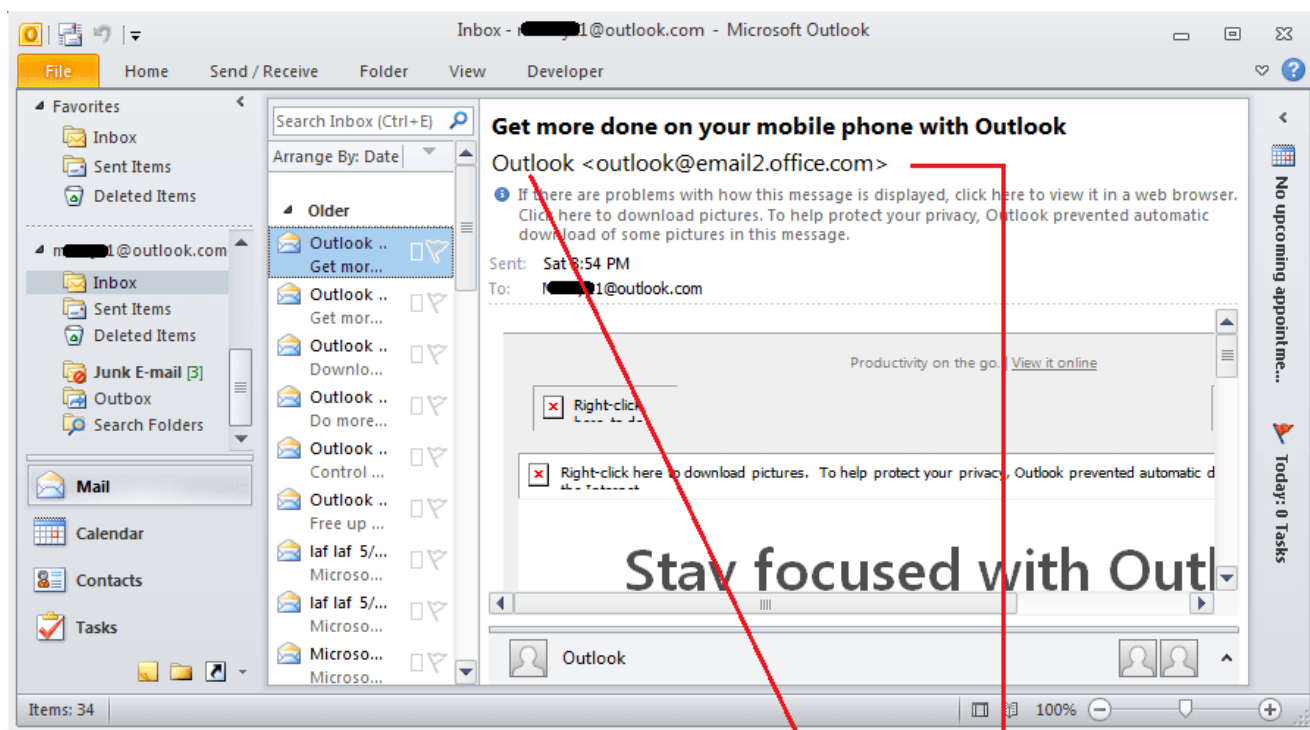 Inbox - 1@outlook.com - Microsoft Outlook
File Home Send / Receive Folder View Developer
Favorites
Inbox
Sent Items
Deleted Items
1@outlook.com
Inbox
Sent Items
Deleted Items
Junk E-mail [3]
Outbox
Search Folders
Mail
Calendar
Contacts
Tasks
Search Inbox (Ctrl+E)
Arrange By: Date
Older
Outlook ..
Get mor...
Outlook ..
Get mor...
Outlook ..
Downlo...
Outlook ..
Do more...
Outlook ..
Control ...
Outlook ..
Free up ...
laf laf 5/...
Microso...
laf laf 5/...
Microso...
Microso...
Microso...
Get more done on your mobile phone with Outlook
Outlook <outlook@email2.office.com>
If there are problems with how this message is displayed, click here to view it in a web browser.
Click here to download pictures. To help protect your privacy, Outlook prevented automatic
download of some pictures in this message.
Sent: Sat 3:54 PM
To: 1@outlook.com
Productivity on the go. | View it online
Right-click
Right-click here to download pictures. To help protect your privacy, Outlook prevented automatic d
the Internet
Stay focused with Outl
Outlook
No upcoming appointme...
Today: 0 Tasks
Items: 34
100%